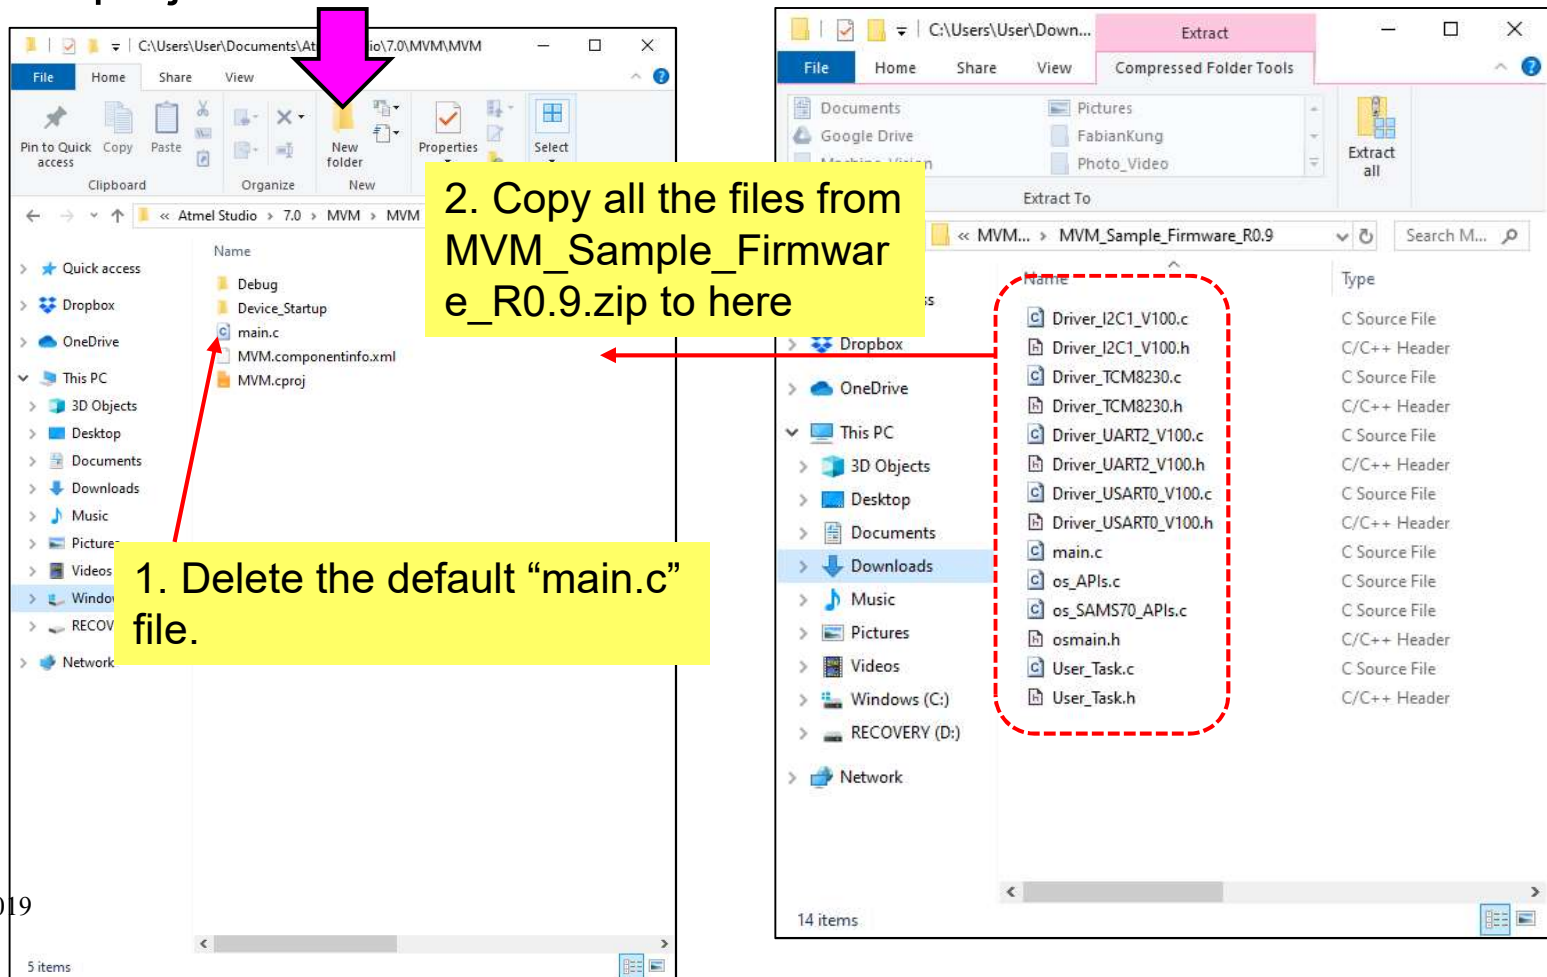 C:\Users\User\Documents\At
io\7.0\MVM\MVM
File
Home
Share
View
Pin to Quick access
Copy
Paste
New folder
Properties
Select
Clipboard
Organize
New
« Atmel Studio > 7.0 > MVM > MVM
Name
Quick access
Dropbox
OneDrive
This PC
3D Objects
Desktop
Documents
Downloads
Music
Pictures
Videos
Windo
RECOV
Network
Debug
Device_Startup
main.c
MVM.componentinfo.xml
MVM.cproj
5 items
1. Delete the default “main.c”
file.
2. Copy all the files from
MVM_Sample_Firmwar
e_R0.9.zip to here
C:\Users\User\Down...
Extract
File
Home
Share
View
Compressed Folder Tools
Documents
Pictures
Google Drive
FabianKung
Photo_Video
Extract all
Extract To
« MVM... > MVM_Sample_Firmware_R0.9
Search M...
Name
Type
ss
Dropbox
OneDrive
This PC
3D Objects
Desktop
Documents
Downloads
Music
Pictures
Videos
Windows (C:)
RECOVERY (D:)
Network
Driver_I2C1_V100.c C Source File
Driver_I2C1_V100.h C/C++ Header
Driver_TCM8230.c C Source File
Driver_TCM8230.h C/C++ Header
Driver_UART2_V100.c C Source File
Driver_UART2_V100.h C/C++ Header
Driver_USART0_V100.c C Source File
Driver_USART0_V100.h C/C++ Header
main.c C Source File
os_APIs.c C Source File
os_SAMS70_APIs.c C Source File
osmain.h C/C++ Header
User_Task.c C Source File
User_Task.h C/C++ Header
14 items
019